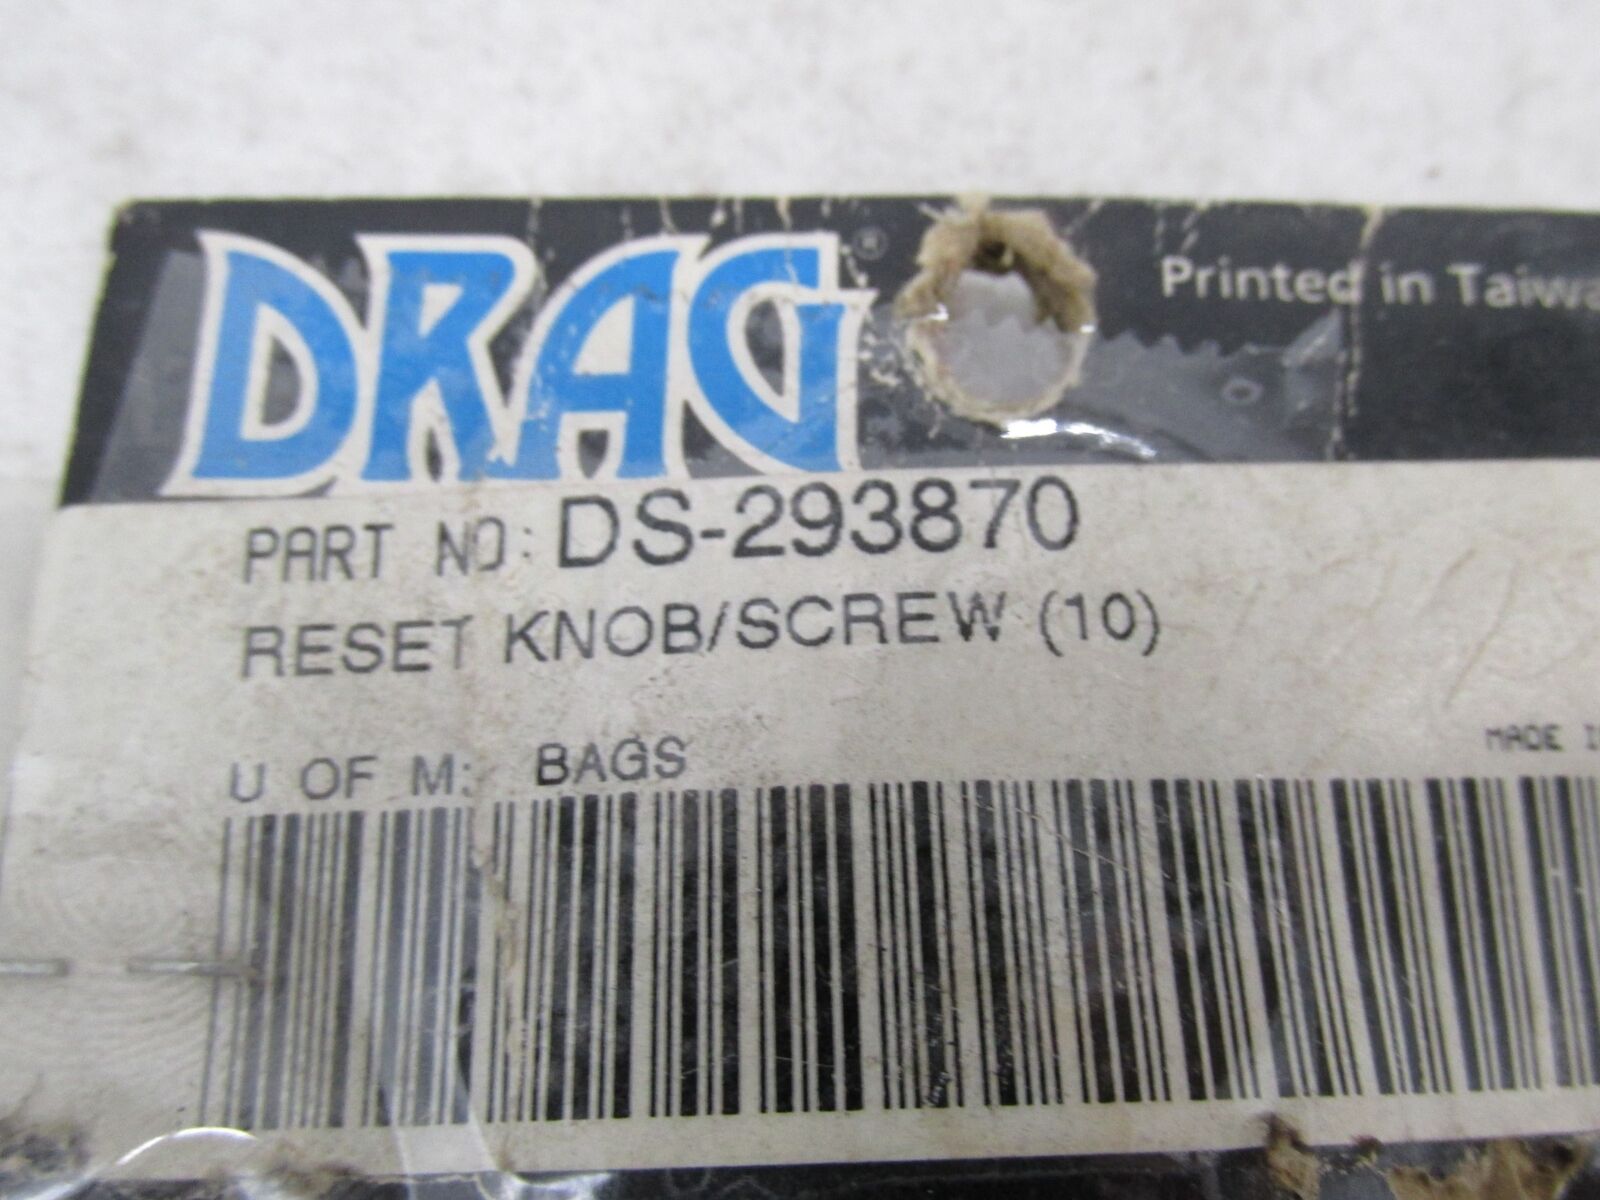 DRAG®
Printed in Taiwa
PART NO: DS-293870
RESET KNOB/SCREW (10)
U OF M: BAGS
MADE I